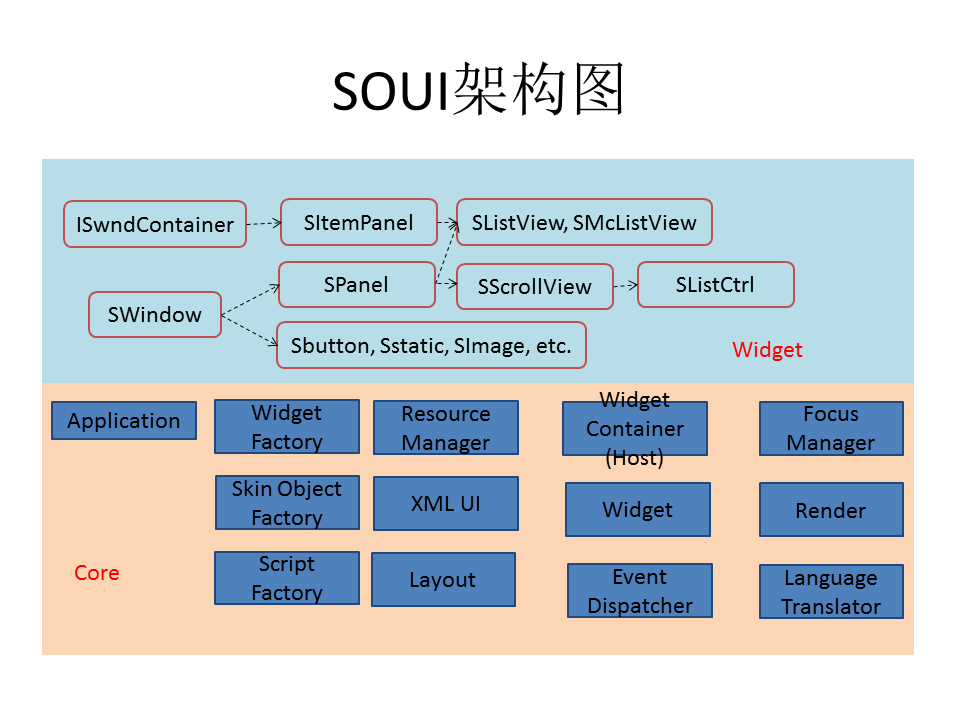 SOUI架构图
ISwndContainer
SItemPanel
SListView, SMcListView
SPanel
SScrollView
SListCtrl
SWindow
Sbutton, Sstatic, SImage, etc.
Widget
Application
Widget
Factory
Resource
Manager
Widget
Container
(Host)
Focus
Manager
Skin Object
Factory
XML UI
Widget
Render
Core
Script
Factory
Layout
Event
Dispatcher
Language
Translator